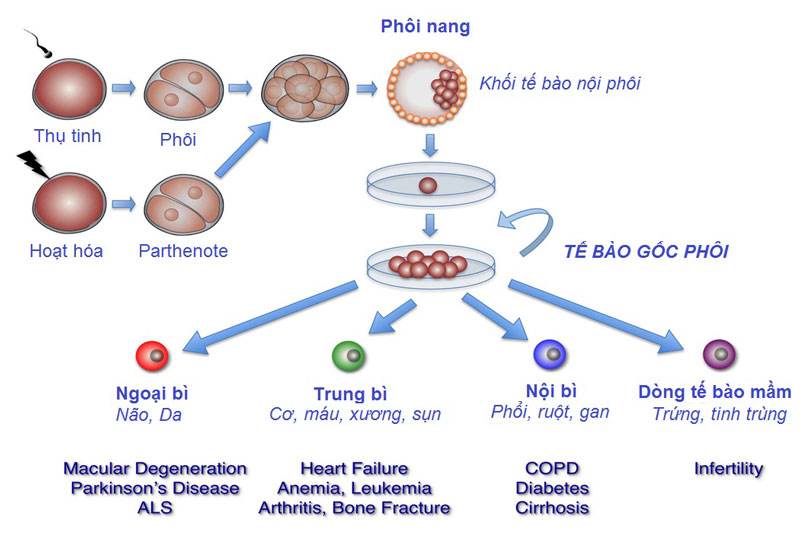 Phôi nang
Khối tế bào nội phôi
Thụ tinh
Phôi
Hoạt hóa
Parthenote
TẾ BÀO GỐC PHÔI
Ngoại bì
Não, Da
Trung bì
Cơ, máu, xương, sụn
Nội bì
Phổi, ruột, gan
Dòng tế bào mầm
Trứng, tinh trùng
Macular Degeneration
Parkinson's Disease
ALS
Heart Failure
Anemia, Leukemia
Arthritis, Bone Fracture
COPD
Diabetes
Cirrhosis
Infertility